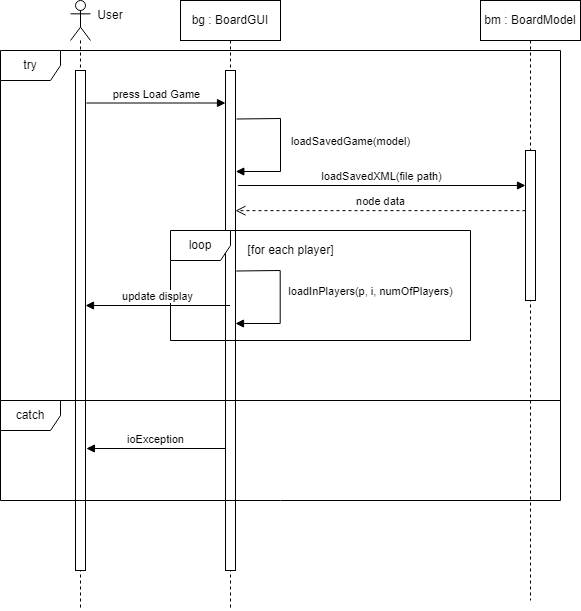 User
bg : BoardGUI
bm : BoardModel
try
press Load Game
loadSavedGame(model)
loadSavedXML(file path)
node data
loop
[for each player]
loadInPlayers(p, i, numOfPlayers)
update display
catch
ioException